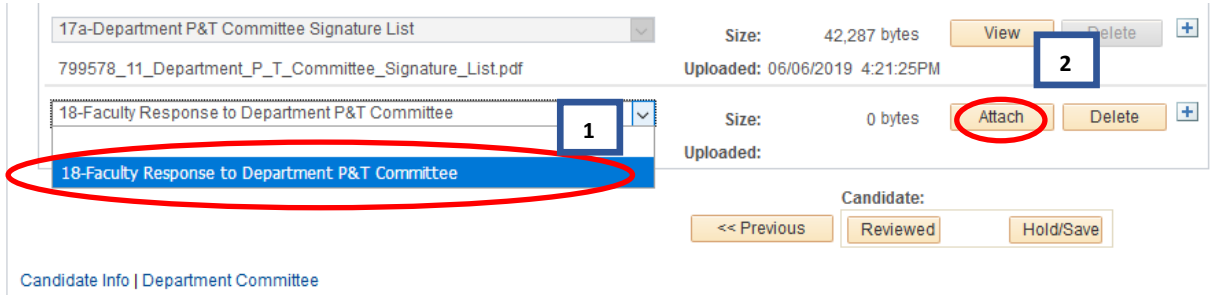 17a-Department P&T Committee Signature List Size: 42,287 bytes View Delete +
799578_11_Department_P_T_Committee_Signature_List.pdf Uploaded: 06/06/2019 4:21:25PM 2
18-Faculty Response to Department P&T Committee 1 Size: 0 bytes Attach Delete +
Uploaded:
18-Faculty Response to Department P&T Committee
Candidate:
<< Previous Reviewed Hold/Save
Candidate Info | Department Committee